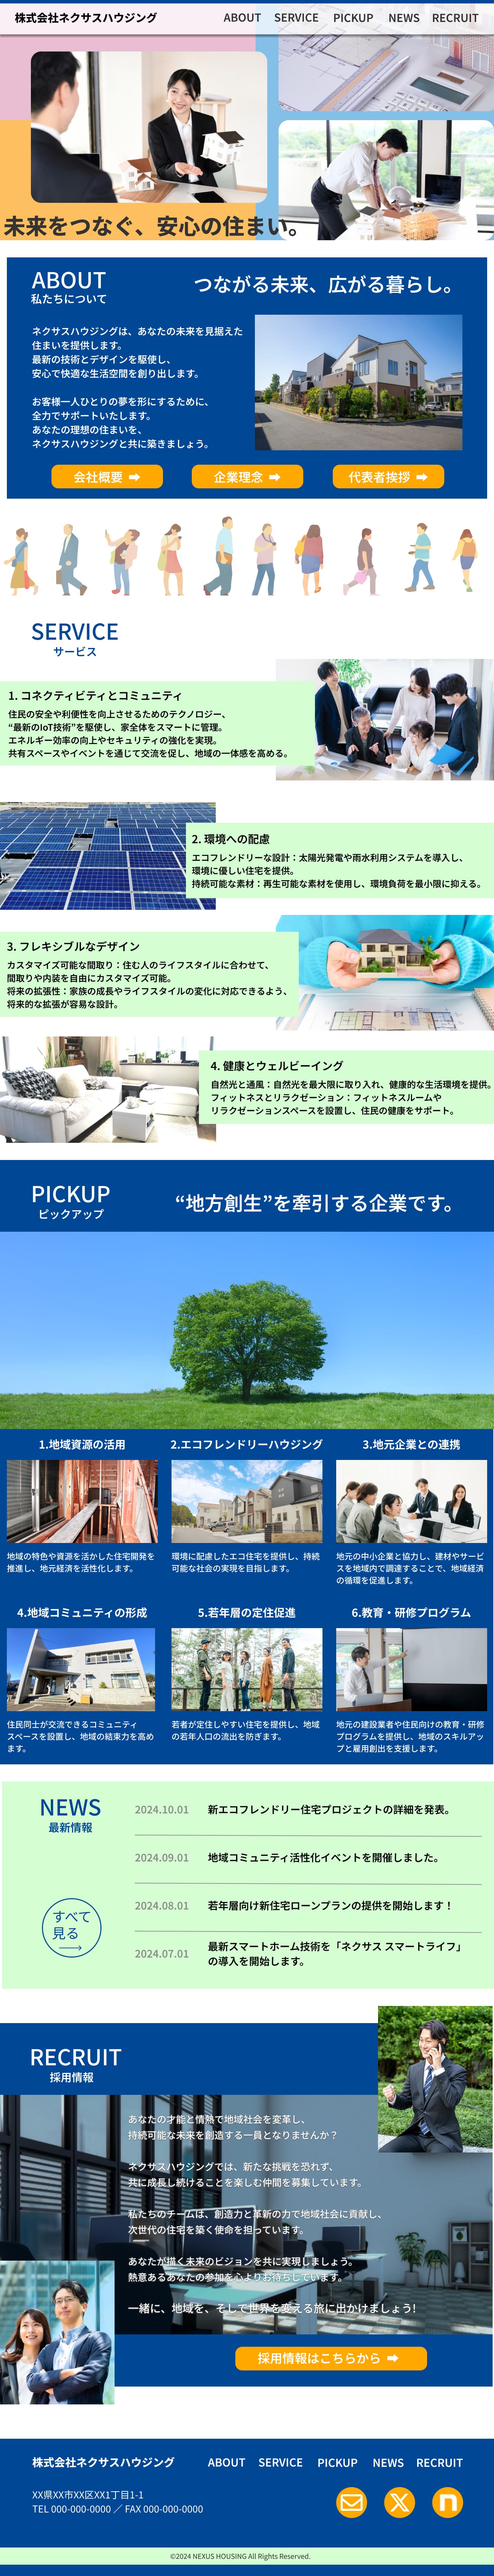 株式会社ネクサスハウジング
ABOUT SERVICE PICKUP NEWS RECRUIT
未来をつなぐ、安心の住まい。
ABOUT
私たちについて
つながる未来、広がる暮らし。
ネクサスハウジングは、あなたの未来を見据えた
住まいを提供します。
最新の技術とデザインを駆使し、
安心で快適な生活空間を創り出します。
お客様一人ひとりの夢を形にするために、
全力でサポートいたします。
あなたの理想の住まいを、
ネクサスハウジングと共に築きましょう。
会社概要 ➡
企業理念 ➡
代表者挨拶 ➡
SERVICE
サービス
1. コネクティビティとコミュニティ
住民の安全や利便性を向上させるためのテクノロジー、
“最新のIoT技術”を駆使し、家全体をスマートに管理。
エネルギー効率の向上やセキュリティの強化を実現。
共有スペースやイベントを通じて交流を促し、地域の一体感を高める。
2. 環境への配慮
エコフレンドリーな設計：太陽光発電や雨水利用システムを導入し、
環境に優しい住宅を提供。
持続可能な素材：再生可能な素材を使用し、環境負荷を最小限に抑える。
3. フレキシブルなデザイン
カスタマイズ可能な間取り：住む人のライフスタイルに合わせて、
間取りや内装を自由にカスタマイズ可能。
将来の拡張性：家族の成長やライフスタイルの変化に対応できるよう、
将来的な拡張が容易な設計。
4. 健康とウェルビーイング
自然光と通風：自然光を最大限に取り入れ、健康的な生活環境を提供。
フィットネスとリラクゼーション：フィットネスルームや
リラクゼーションスペースを設置し、住民の健康をサポート。
PICKUP
ピックアップ
“地方創生”を牽引する企業です。
1.地域資源の活用
地域の特色や資源を活かした住宅開発を
推進し、地元経済を活性化します。
2.エコフレンドリーハウジング
環境に配慮したエコ住宅を提供し、持続
可能な社会の実現を目指します。
3.地元企業との連携
地元の中小企業と協力し、建材やサービ
スを地域内で調達することで、地域経済
の循環を促進します。
4.地域コミュニティの形成
住民同士が交流できるコミュニティ
スペースを設置し、地域の結束力を高め
ます。
5.若年層の定住促進
若者が定住しやすい住宅を提供し、地域
の若年人口の流出を防ぎます。
6.教育・研修プログラム
地元の建設業者や住民向けの教育・研修
プログラムを提供し、地域のスキルアッ
プと雇用創出を支援します。
NEWS
最新情報
すべて
見る
2024.10.01 新エコフレンドリー住宅プロジェクトの詳細を発表。
2024.09.01 地域コミュニティ活性化イベントを開催しました。
2024.08.01 若年層向け新住宅ローンプランの提供を開始します！
2024.07.01 最新スマートホーム技術を「ネクサス スマートライフ」
の導入を開始します。
RECRUIT
採用情報
あなたの才能と情熱で地域社会を変革し、
持続可能な未来を創造する一員となりませんか？
ネクサスハウジングでは、新たな挑戦を恐れず、
共に成長し続けることを楽しむ仲間を募集しています。
私たちのチームは、創造力と革新の力で地域社会に貢献し、
次世代の住宅を築く使命を担っています。
あなたが描く未来のビジョンを共に実現しましょう。
熱意あるあなたの参加を心よりお待ちしています。
一緒に、地域を、そして世界を変える旅に出かけましょう!
採用情報はこちらから ➡
株式会社ネクサスハウジング
ABOUT SERVICE PICKUP NEWS RECRUIT
XX県XX市XX区XX1丁目1-1
TEL 000-000-0000 ／ FAX 000-000-0000
©2024 NEXUS HOUSING All Rights Reserved.